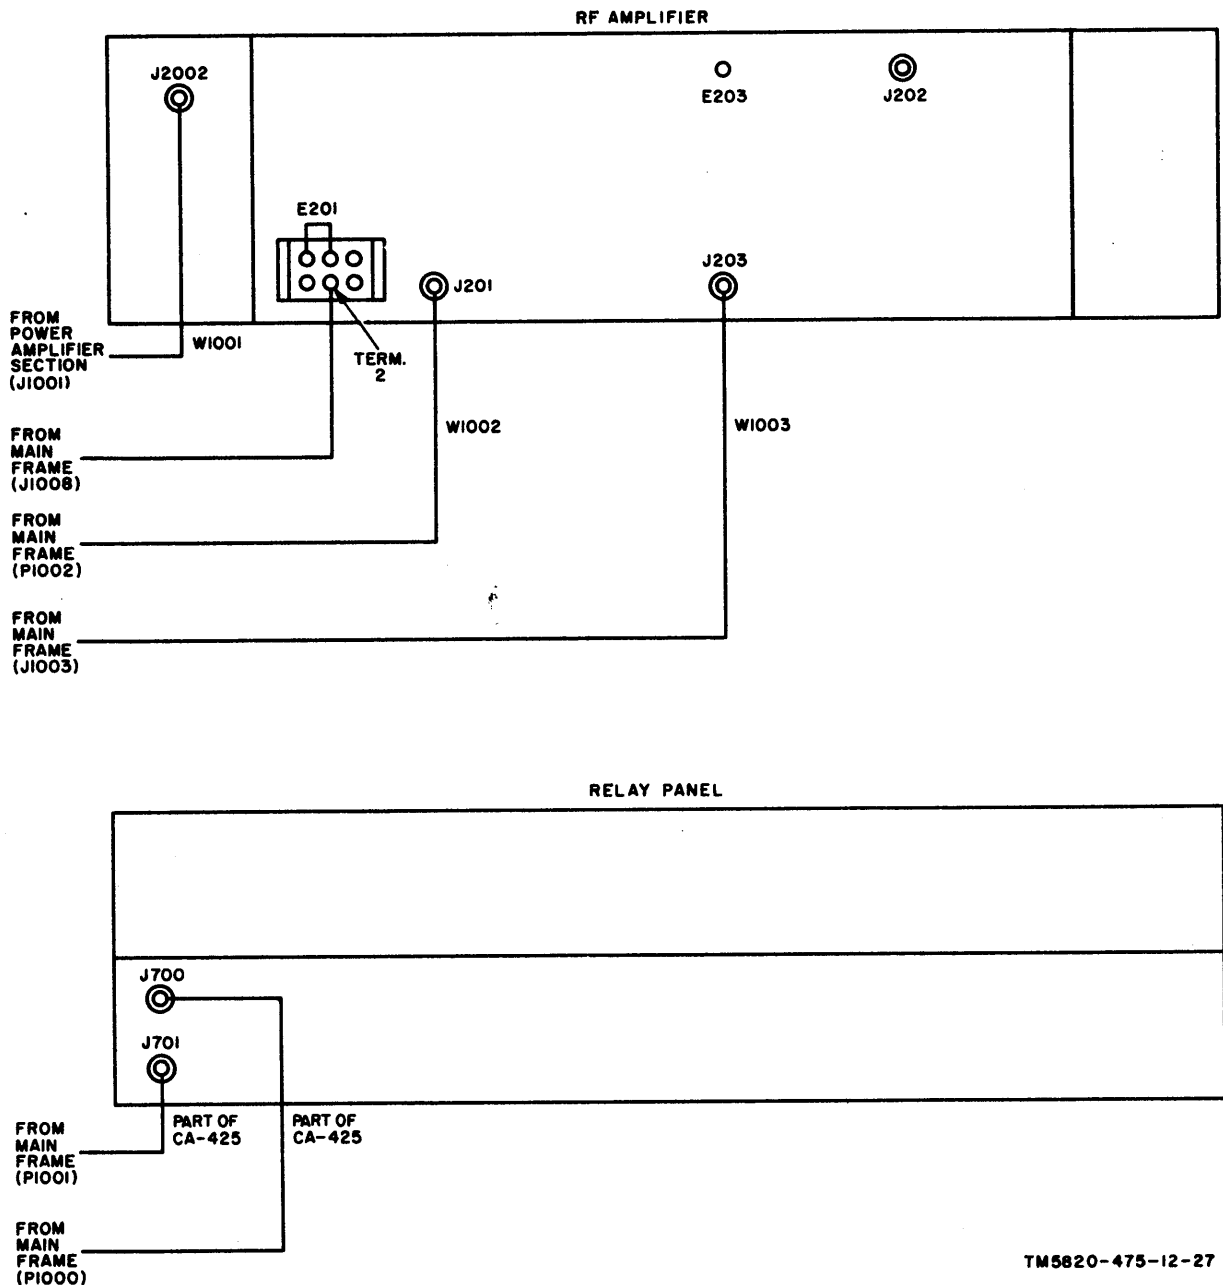 RF AMPLIFIER
J2002
E203
J202
E201
J201
J203
FROM
POWER
AMPLIFIER
SECTION
(J1001)
W1001
TERM.
2
FROM
MAIN
FRAME
(J1008)
W1002
W1003
FROM
MAIN
FRAME
(P1002)
FROM
MAIN
FRAME
(J1003)
RELAY PANEL
J700
J701
PART OF
CA-425
PART OF
CA-425
FROM
MAIN
FRAME
(P1001)
FROM
MAIN
FRAME
(P1000)
TM5820-475-12-27